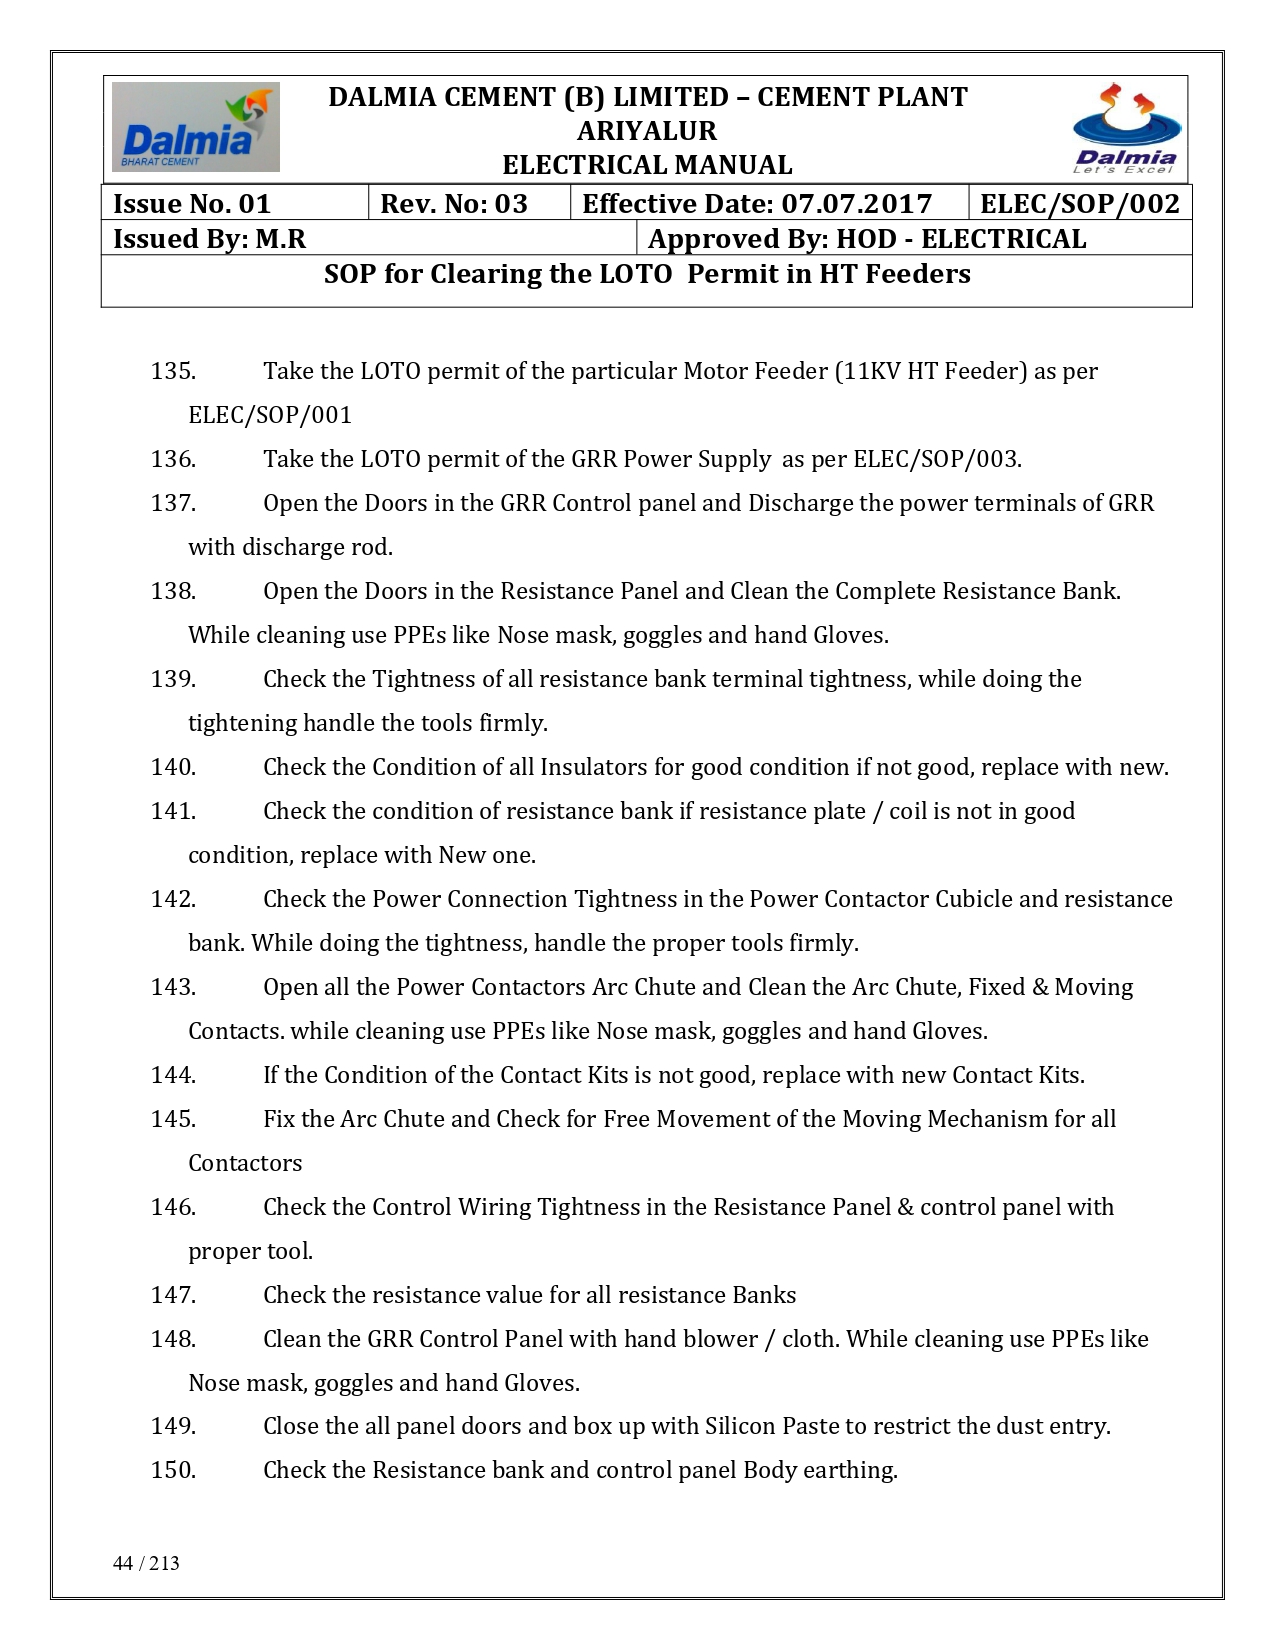 Dalmia
BHARAT CEMENT
DALMIA CEMENT (B) LIMITED – CEMENT PLANT
ARIYALUR
ELECTRICAL MANUAL
Dalmia
Let's Excel
Issue No. 01 Rev. No: 03 Effective Date: 07.07.2017 ELEC/SOP/002
Issued By: M.R Approved By: HOD - ELECTRICAL
SOP for Clearing the LOTO  Permit in HT Feeders
135. Take the LOTO permit of the particular Motor Feeder (11KV HT Feeder) as per
ELEC/SOP/001
136. Take the LOTO permit of the GRR Power Supply  as per ELEC/SOP/003.
137. Open the Doors in the GRR Control panel and Discharge the power terminals of GRR
with discharge rod.
138. Open the Doors in the Resistance Panel and Clean the Complete Resistance Bank.
While cleaning use PPEs like Nose mask, goggles and hand Gloves.
139. Check the Tightness of all resistance bank terminal tightness, while doing the
tightening handle the tools firmly.
140. Check the Condition of all Insulators for good condition if not good, replace with new.
141. Check the condition of resistance bank if resistance plate / coil is not in good
condition, replace with New one.
142. Check the Power Connection Tightness in the Power Contactor Cubicle and resistance
bank. While doing the tightness, handle the proper tools firmly.
143. Open all the Power Contactors Arc Chute and Clean the Arc Chute, Fixed & Moving
Contacts. while cleaning use PPEs like Nose mask, goggles and hand Gloves.
144. If the Condition of the Contact Kits is not good, replace with new Contact Kits.
145. Fix the Arc Chute and Check for Free Movement of the Moving Mechanism for all
Contactors
146. Check the Control Wiring Tightness in the Resistance Panel & control panel with
proper tool.
147. Check the resistance value for all resistance Banks
148. Clean the GRR Control Panel with hand blower / cloth. While cleaning use PPEs like
Nose mask, goggles and hand Gloves.
149. Close the all panel doors and box up with Silicon Paste to restrict the dust entry.
150. Check the Resistance bank and control panel Body earthing.
44 / 213